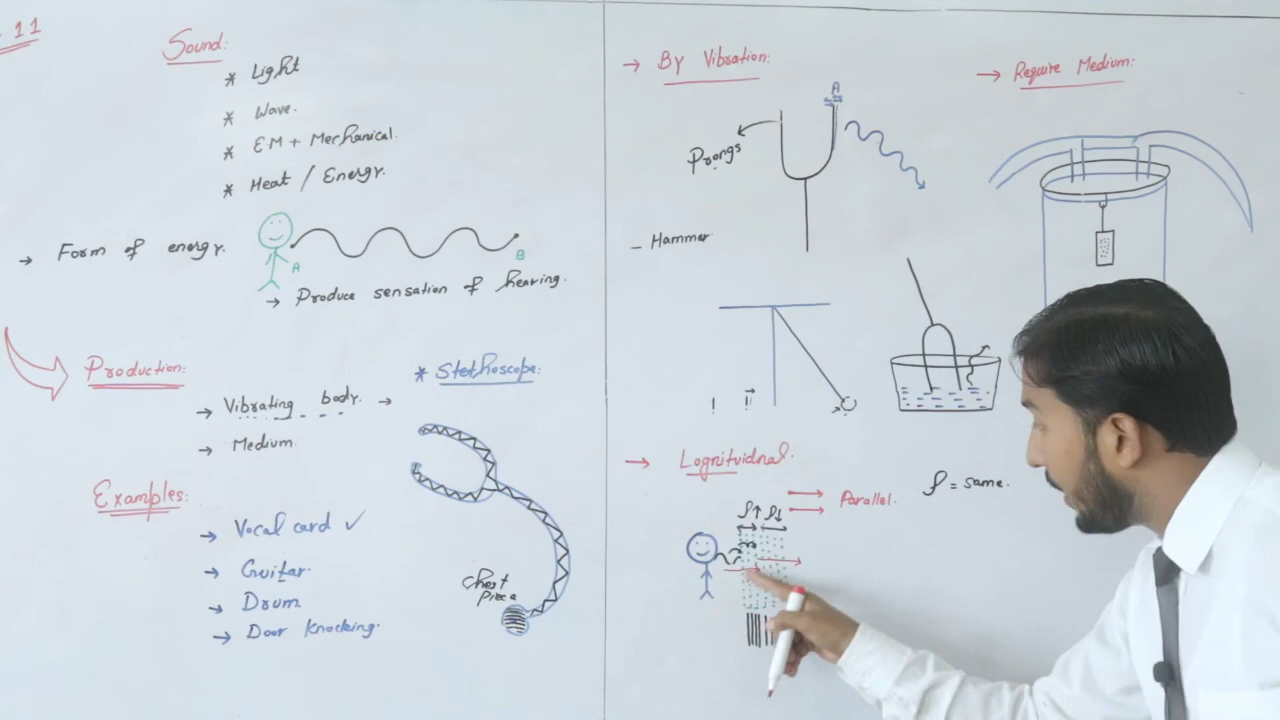 . 11
Sound:
* Light
* Wave.
* EM + Mechanical.
* Heat / Energy.
→ Form of energy.
A
B
→ Produce sensation of hearing.
Production:
→ Vibrating body. →
→ Medium.
Examples:
→ Vocal card ✓
→ Guitar.
→ Drum
→ Door Knocking.
* Stethoscope:
Chest
Piece
→ By Vibration:
A
Prongs
- Hammer
→ Require Medium:
→ Lognituidnal.
→ Parallel.
ρ↑ ρ↓
ρ = same.